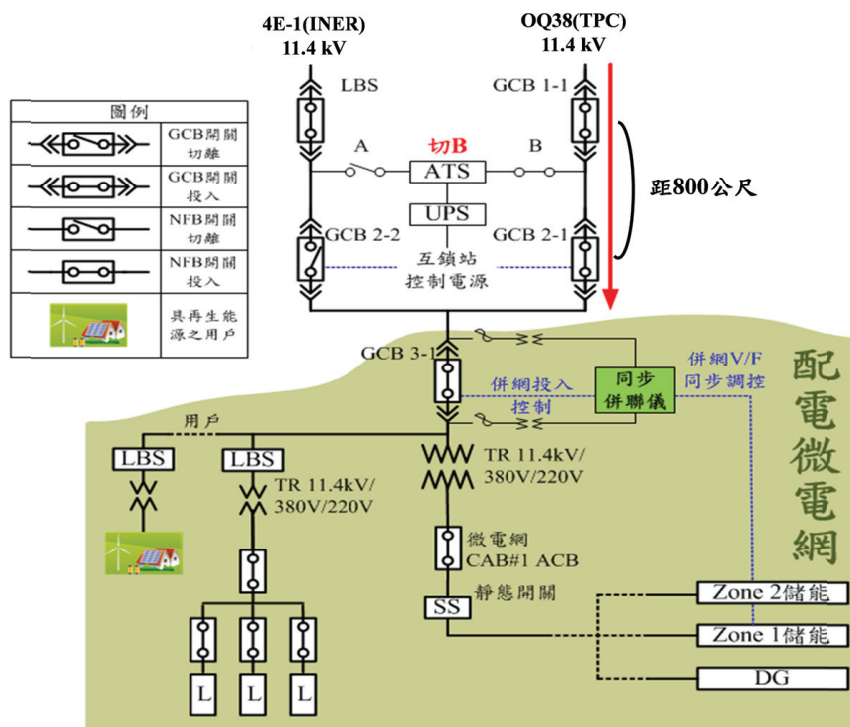 4E-1(INER)
11.4 kV
OQ38(TPC)
11.4 kV
LBS
GCB 1-1
圖例
GCB開關
切離
GCB開關
投入
NFB開關
切離
NFB開關
投入
具再生能
源之用戶
A
切B
B
ATS
UPS
距800公尺
GCB 2-2
GCB 2-1
互鎖站
控制電源
GCB 3-1
併網投入
控制
同步
併聯儀
併網V/F
同步調控
配電微電網
用戶
LBS
LBS
TR 11.4kV/
380V/220V
TR 11.4kV/
380V/220V
微電網
CAB#1 ACB
SS
靜態開關
Zone 2儲能
Zone 1儲能
DG
L
L
L